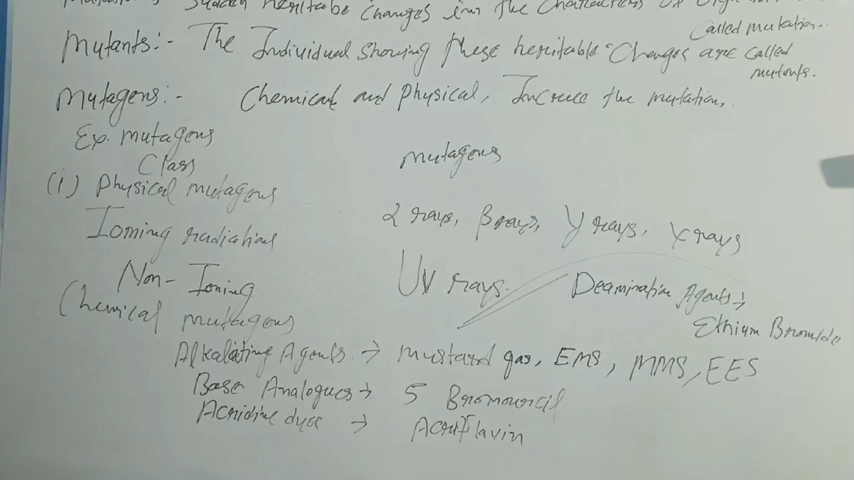 Sudden heritable Changes in the Characters of
Called mutation.
Mutants:- The Individual Showing these heritable Changes are Called
mutants.
Mutagens:- Chemical and Physical, Increase the mutation.
Ex. mutagens
Class mutagens
(i) Physical mutagens
Ioning radiations α rays, β rays, γ rays, X rays
Non-Ioning UV rays.
Deamination Agents →
Ethium Bromide
Chemical mutagens
Alkalating Agents → mustard gas, EMS, MMS, EES
Base Analogues → 5 Bromouracil
Acridine dyes → Acriflavin